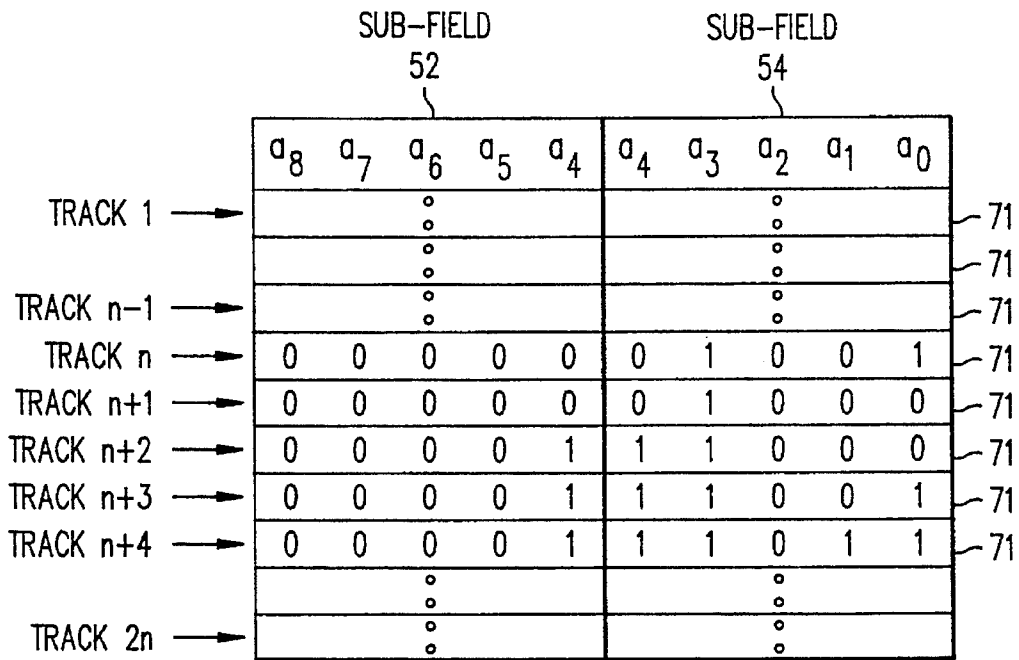 SUB-FIELD SUB-FIELD
52 54
a8 a7 a6 a5 a4 a4 a3 a2 a1 a0
TRACK 1 71
71
TRACK n-1 71
TRACK n 0 0 0 0 0 0 1 0 0 1 71
TRACK n+1 0 0 0 0 0 0 1 0 0 0 71
TRACK n+2 0 0 0 0 1 1 1 0 0 0 71
TRACK n+3 0 0 0 0 1 1 1 0 0 1 71
TRACK n+4 0 0 0 0 1 1 1 0 1 1 71
TRACK 2n